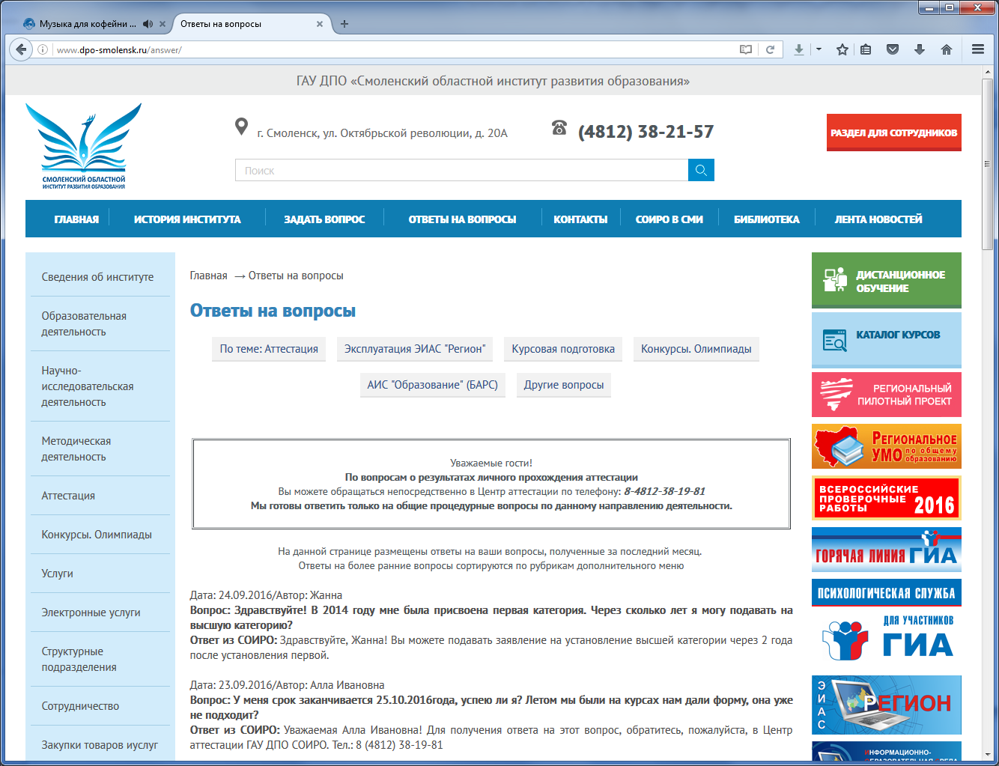 Музыка для кофейни ...
Ответы на вопросы
www.dpo-smolensk.ru/answer/
ГАУ ДПО «Смоленский областной институт развития образования»
СМОЛЕНСКИЙ ОБЛАСТНОЙ
ИНСТИТУТ РАЗВИТИЯ ОБРАЗОВАНИЯ
г. Смоленск, ул. Октябрьской революции, д. 20А
(4812) 38-21-57
РАЗДЕЛ ДЛЯ СОТРУДНИКОВ
Поиск
ГЛАВНАЯ
ИСТОРИЯ ИНСТИТУТА
ЗАДАТЬ ВОПРОС
ОТВЕТЫ НА ВОПРОСЫ
КОНТАКТЫ
СОИРО В СМИ
БИБЛИОТЕКА
ЛЕНТА НОВОСТЕЙ
Сведения об институте
Образовательная
деятельность
Научно-
исследовательская
деятельность
Методическая
деятельность
Аттестация
Конкурсы. Олимпиады
Услуги
Электронные услуги
Структурные
подразделения
Сотрудничество
Закупки товаров иуслуг
Главная → Ответы на вопросы
Ответы на вопросы
По теме: Аттестация
Эксплуатация ЭИАС "Регион"
Курсовая подготовка
Конкурсы. Олимпиады
АИС "Образование" (БАРС)
Другие вопросы
Уважаемые гости!
По вопросам о результатах личного прохождения аттестации
Вы можете обращаться непосредственно в Центр аттестации по телефону: 8-4812-38-19-81
Мы готовы ответить только на общие процедурные вопросы по данному направлению деятельности.
На данной странице размещены ответы на ваши вопросы, полученные за последний месяц.
Ответы на более ранние вопросы сортируются по рубрикам дополнительного меню
Дата: 24.09.2016/Автор: Жанна
Вопрос: Здравствуйте! В 2014 году мне была присвоена первая категория. Через сколько лет я могу подавать на
высшую категорию?
Ответ из СОИРО: Здравствуйте, Жанна! Вы можете подавать заявление на установление высшей категории через 2 года
после установления первой.
Дата: 23.09.2016/Автор: Алла Ивановна
Вопрос: У меня срок заканчивается 25.10.2016года, успею ли я? Летом мы были на курсах нам дали форму, она уже
не подходит?
Ответ из СОИРО: Уважаемая Алла Ивановна! Для получения ответа на этот вопрос, обратитесь, пожалуйста, в Центр
аттестации ГАУ ДПО СОИРО. Тел.: 8 (4812) 38-19-81
ДИСТАНЦИОННОЕ
ОБУЧЕНИЕ
КАТАЛОГ КУРСОВ
РЕГИОНАЛЬНЫЙ
ПИЛОТНЫЙ ПРОЕКТ
РЕГИОНАЛЬНОЕ
УМО по общему
образованию
ВСЕРОССИЙСКИЕ
ПРОВЕРОЧНЫЕ
РАБОТЫ 2016
ГОРЯЧАЯ ЛИНИЯ ГИА
ПСИХОЛОГИЧЕСКАЯ СЛУЖБА
ДЛЯ УЧАСТНИКОВ
ГИА
ЭИАС
РЕГИОН
ИНФОРМАЦИОННО-